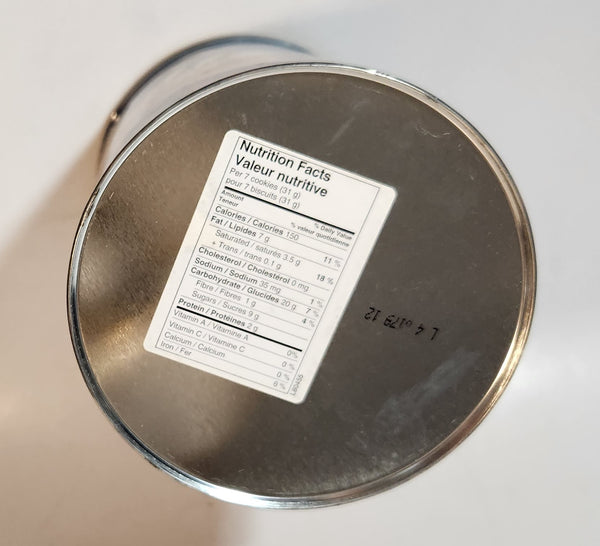 Nutrition Facts
Valeur nutritive
Per 7 cookies (31 g)
pour 7 biscuits (31 g)
Amount % Daily Value
Teneur % valeur quotidienne
Calories / Calories 150
Fat / Lipides 7 g 11 %
Saturated / saturés 3.5 g
+ Trans / trans 0.1 g 18 %
Cholesterol / Cholestérol 0 mg
Sodium / Sodium 35 mg 1 %
Carbohydrate / Glucides 20 g 7 %
Fibre / Fibres 1 g 4 %
Sugars / Sucres 9 g
Protein / Protéines 2 g
Vitamin A / Vitamine A 0%
Vitamin C / Vitamine C 0 %
Calcium / Calcium 0 %
Iron / Fer 6 %
L 4 12